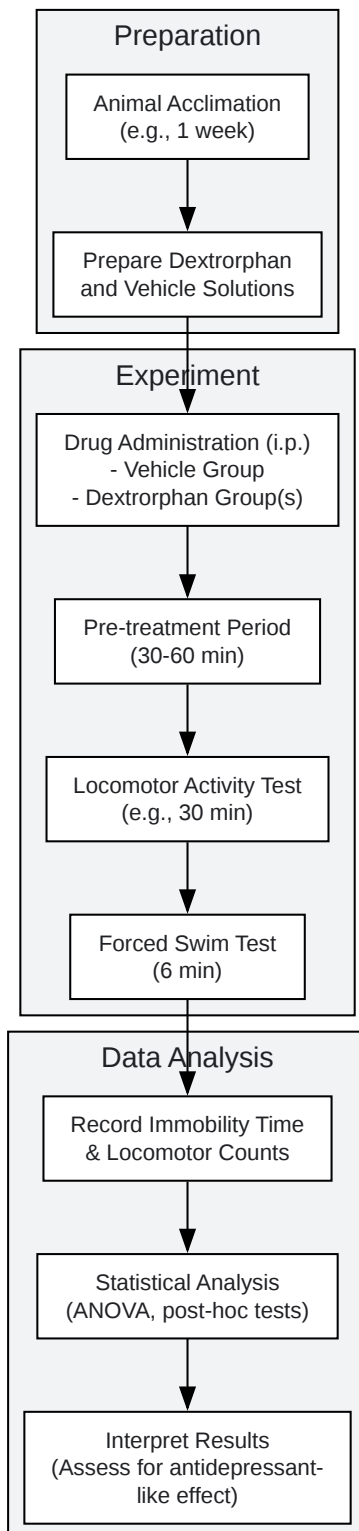 Preparation
Animal Acclimation
(e.g., 1 week)
Prepare Dextrorphan
and Vehicle Solutions
Experiment
Drug Administration (i.p.)
- Vehicle Group
- Dextrorphan Group(s)
Pre-treatment Period
(30-60 min)
Locomotor Activity Test
(e.g., 30 min)
Forced Swim Test
(6 min)
Data Analysis
Record Immobility Time
& Locomotor Counts
Statistical Analysis
(ANOVA, post-hoc tests)
Interpret Results
(Assess for antidepressant-
like effect)